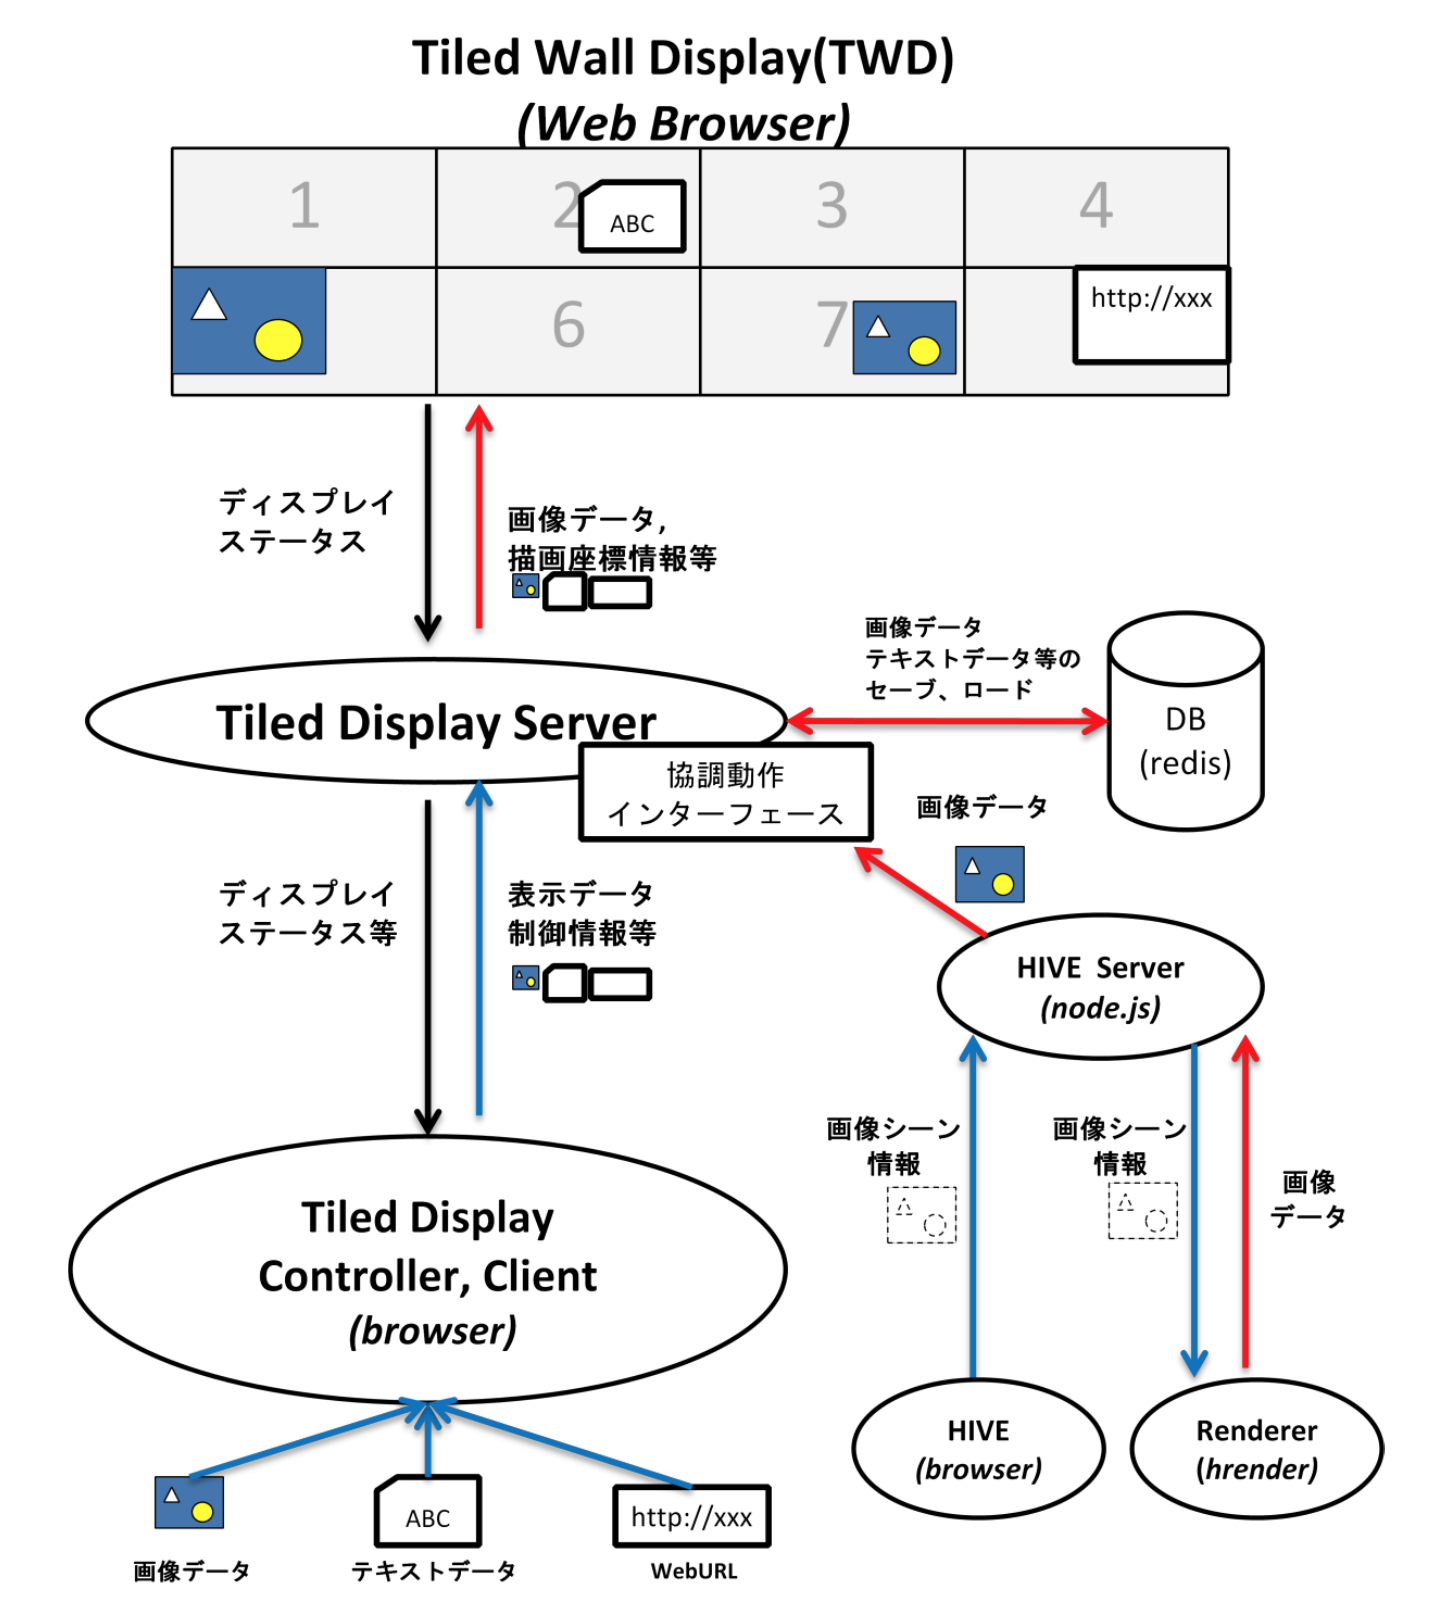 Tiled Wall Display(TWD)
(Web Browser)
1
2
ABC
3
4
6
7
http://xxx
ディスプレイ
ステータス
画像データ,
描画座標情報等
画像データ
テキストデータ等の
セーブ、ロード
DB
(redis)
Tiled Display Server
協調動作
インターフェース
画像データ
ディスプレイ
ステータス等
表示データ
制御情報等
HIVE Server
(node.js)
画像シーン
情報
画像シーン
情報
画像
データ
Tiled Display
Controller, Client
(browser)
HIVE
(browser)
Renderer
(hrender)
ABC
http://xxx
画像データ
テキストデータ
WebURL